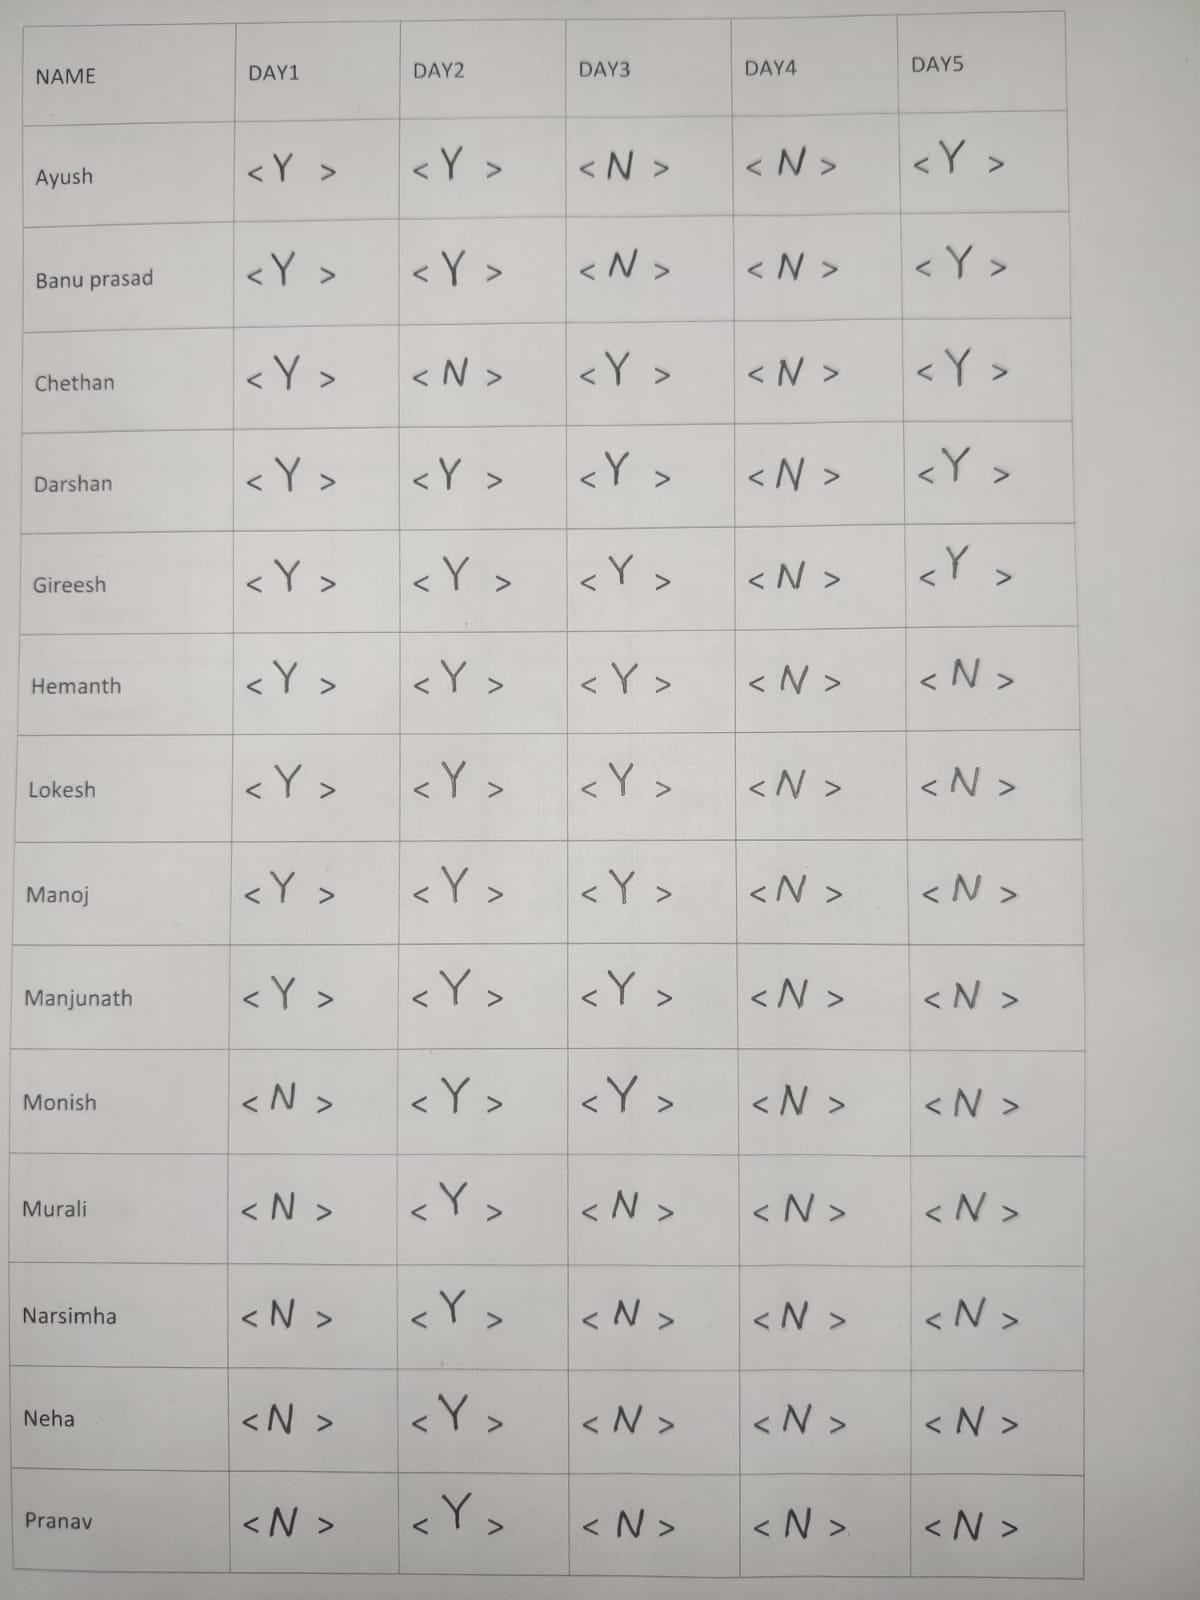 NAME DAY1 DAY2 DAY3 DAY4 DAY5
Ayush <Y > <Y > <N > <N > <Y >
Banu prasad <Y > <Y > <N > <N > <Y >
Chethan <Y > <N > <Y > <N > <Y >
Darshan <Y > <Y > <Y > <N > <Y >
Gireesh <Y > <Y > <Y > <N > <Y >
Hemanth <Y > <Y > <Y > <N > <N >
Lokesh <Y > <Y > <Y > <N > <N >
Manoj <Y > <Y > <Y > <N > <N >
Manjunath <Y > <Y > <Y > <N > <N >
Monish <N > <Y > <Y > <N > <N >
Murali <N > <Y > <N > <N > <N >
Narsimha <N > <Y > <N > <N > <N >
Neha <N > <Y > <N > <N > <N >
Pranav <N > <Y > <N > <N > <N >